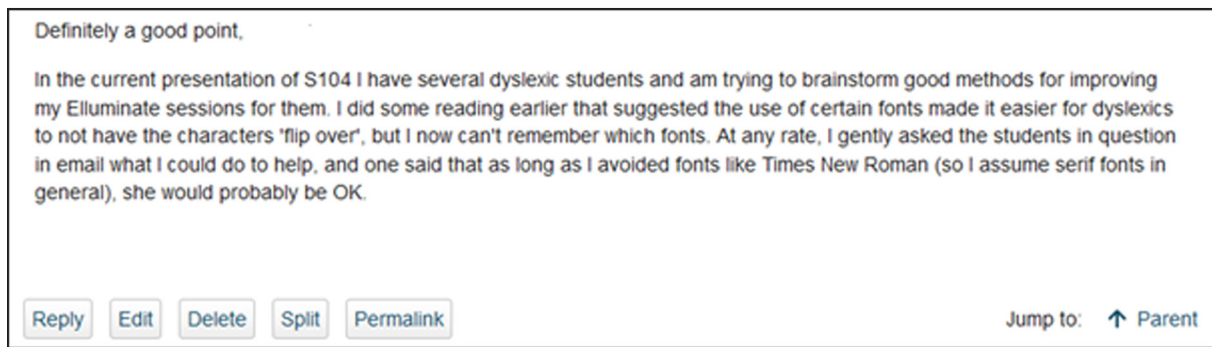 Definitely a good point,
In the current presentation of S104 I have several dyslexic students and am trying to brainstorm good methods for improving
my Elluminate sessions for them. I did some reading earlier that suggested the use of certain fonts made it easier for dyslexics
to not have the characters 'flip over', but I now can't remember which fonts. At any rate, I gently asked the students in question
in email what I could do to help, and one said that as long as I avoided fonts like Times New Roman (so I assume serif fonts in
general), she would probably be OK.
Reply Edit Delete Split Permalink Jump to: ↑ Parent